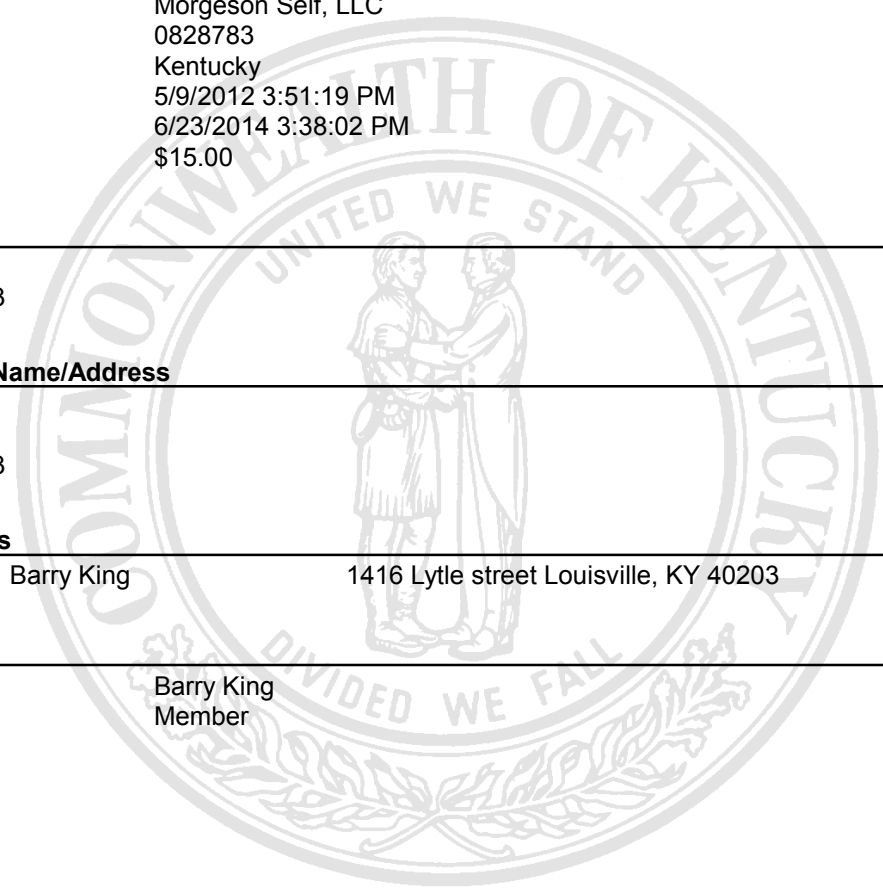 Morgeson Self, LLC
0828783
Kentucky
5/9/2012 3:51:19 PM
6/23/2014 3:38:02 PM
$15.00
COMMONWEALTH OF KENTUCKY
UNITED WE STAND
3
Name/Address
3
s
Barry King 1416 Lytle street Louisville, KY 40203
DIVIDED WE FALL
Barry King
Member